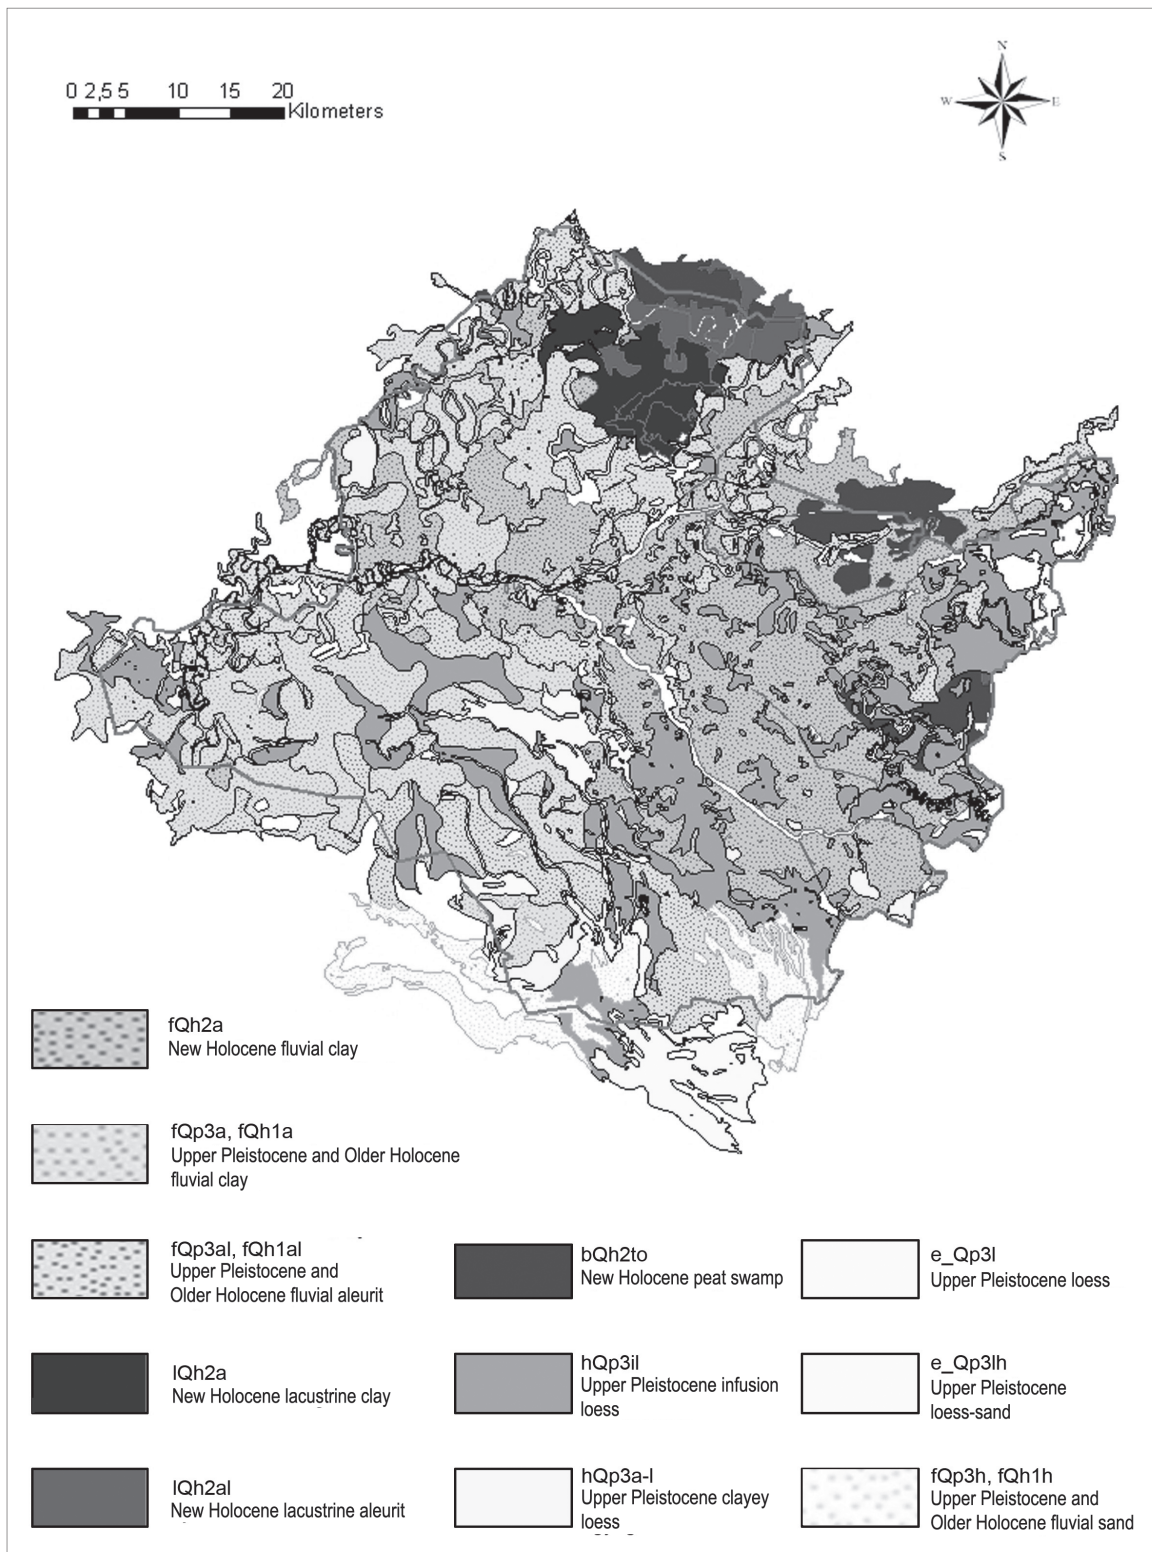 0 2,5 5 10 15 20
Kilometers
N
W E
S
fQh2a
New Holocene fluvial clay
fQp3a, fQh1a
Upper Pleistocene and Older Holocene
fluvial clay
fQp3al, fQh1al
Upper Pleistocene and
Older Holocene fluvial aleurit
lQh2a
New Holocene lacustrine clay
lQh2al
New Holocene lacustrine aleurit
bQh2to
New Holocene peat swamp
hQp3il
Upper Pleistocene infusion
loess
hQp3a-l
Upper Pleistocene clayey
loess
e_Qp3l
Upper Pleistocene loess
e_Qp3lh
Upper Pleistocene
loess-sand
fQp3h, fQh1h
Upper Pleistocene and
Older Holocene fluvial sand